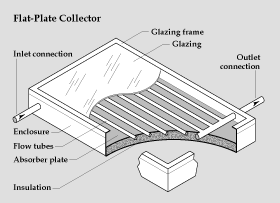 Flat-Plate Collector
Glazing frame
Glazing
Inlet connection
Outlet
connection
Enclosure
Flow tubes
Absorber plate
Insulation